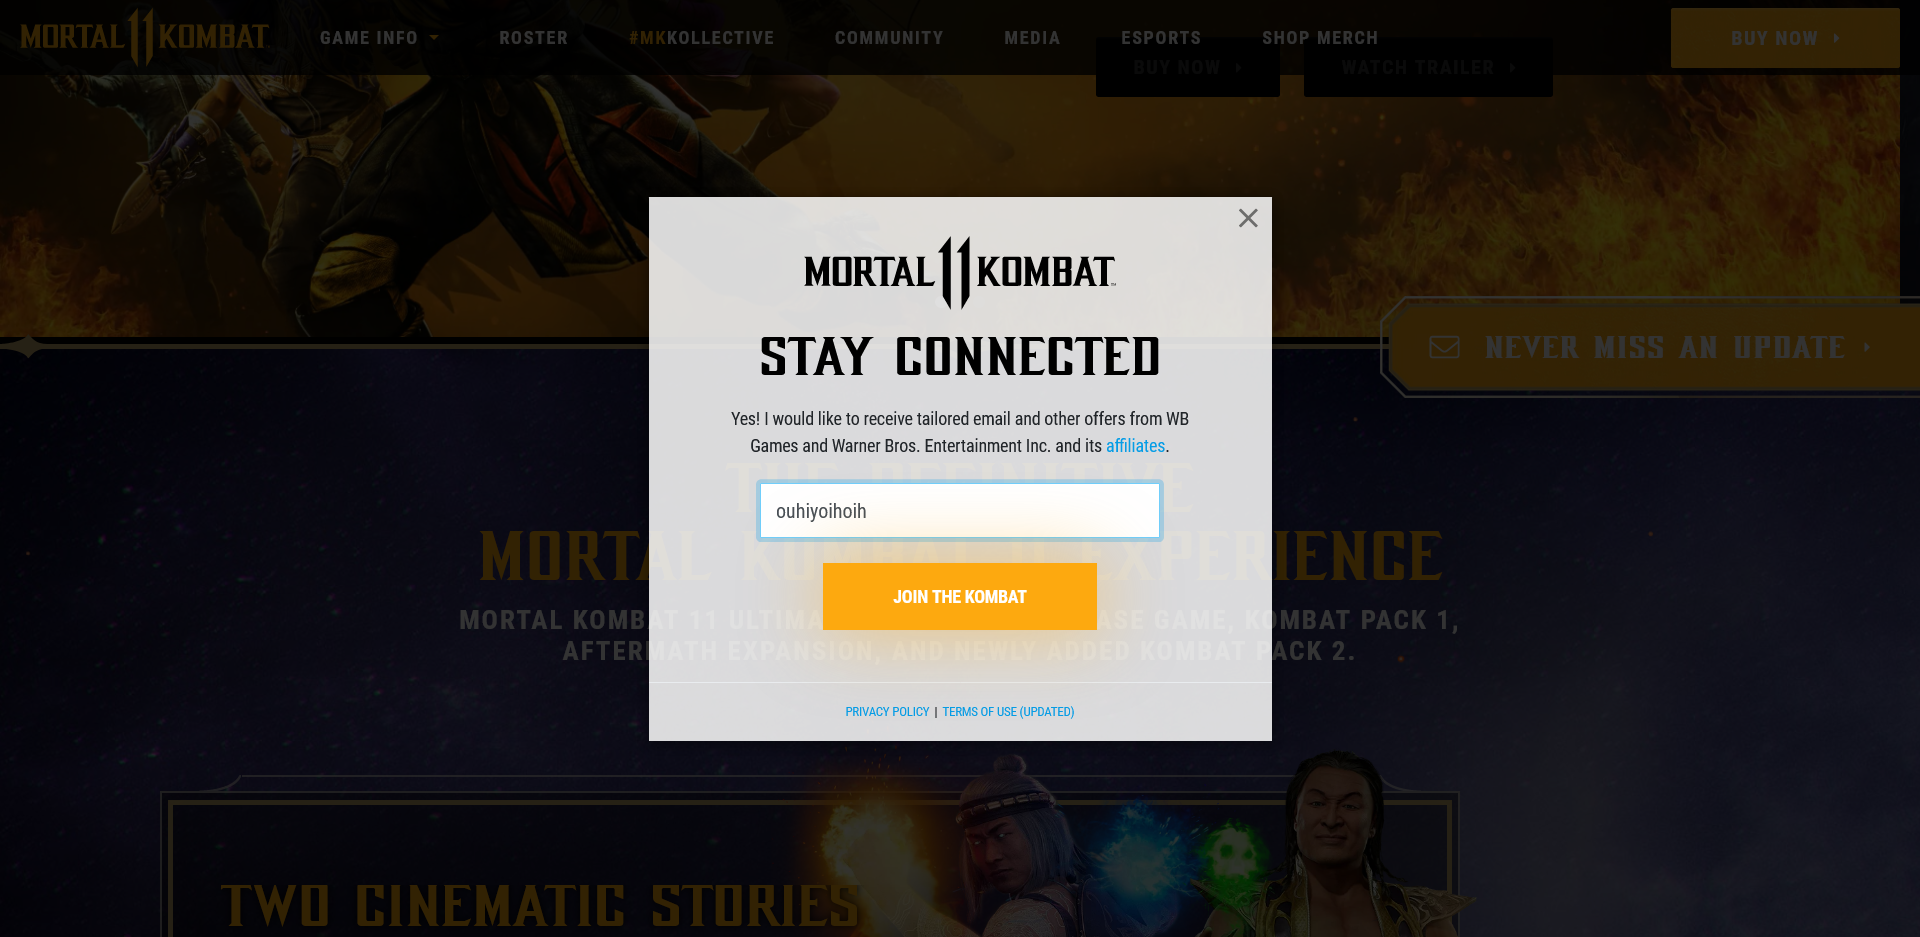 MORTAL 11 KOMBAT
GAME INFO
ROSTER
#MKKOLLECTIVE
COMMUNITY
MEDIA
ESPORTS
SHOP MERCH
BUY NOW
BUY NOW
WATCH TRAILER
MORTAL 11 KOMBAT™
STAY CONNECTED
Yes! I would like to receive tailored email and other offers from WB
Games and Warner Bros. Entertainment Inc. and its affiliates.
ouhiyoihoih
JOIN THE KOMBAT
PRIVACY POLICY | TERMS OF USE (UPDATED)
NEVER MISS AN UPDATE
THE DEFINITIVE
MORTAL KOMBAT 11 EXPERIENCE
MORTAL KOMBAT 11 ULTIMA ASE GAME, KOMBAT PACK 1,
AFTERMATH EXPANSION, AND NEWLY ADDED KOMBAT PACK 2.
TWO CINEMATIC STORIES